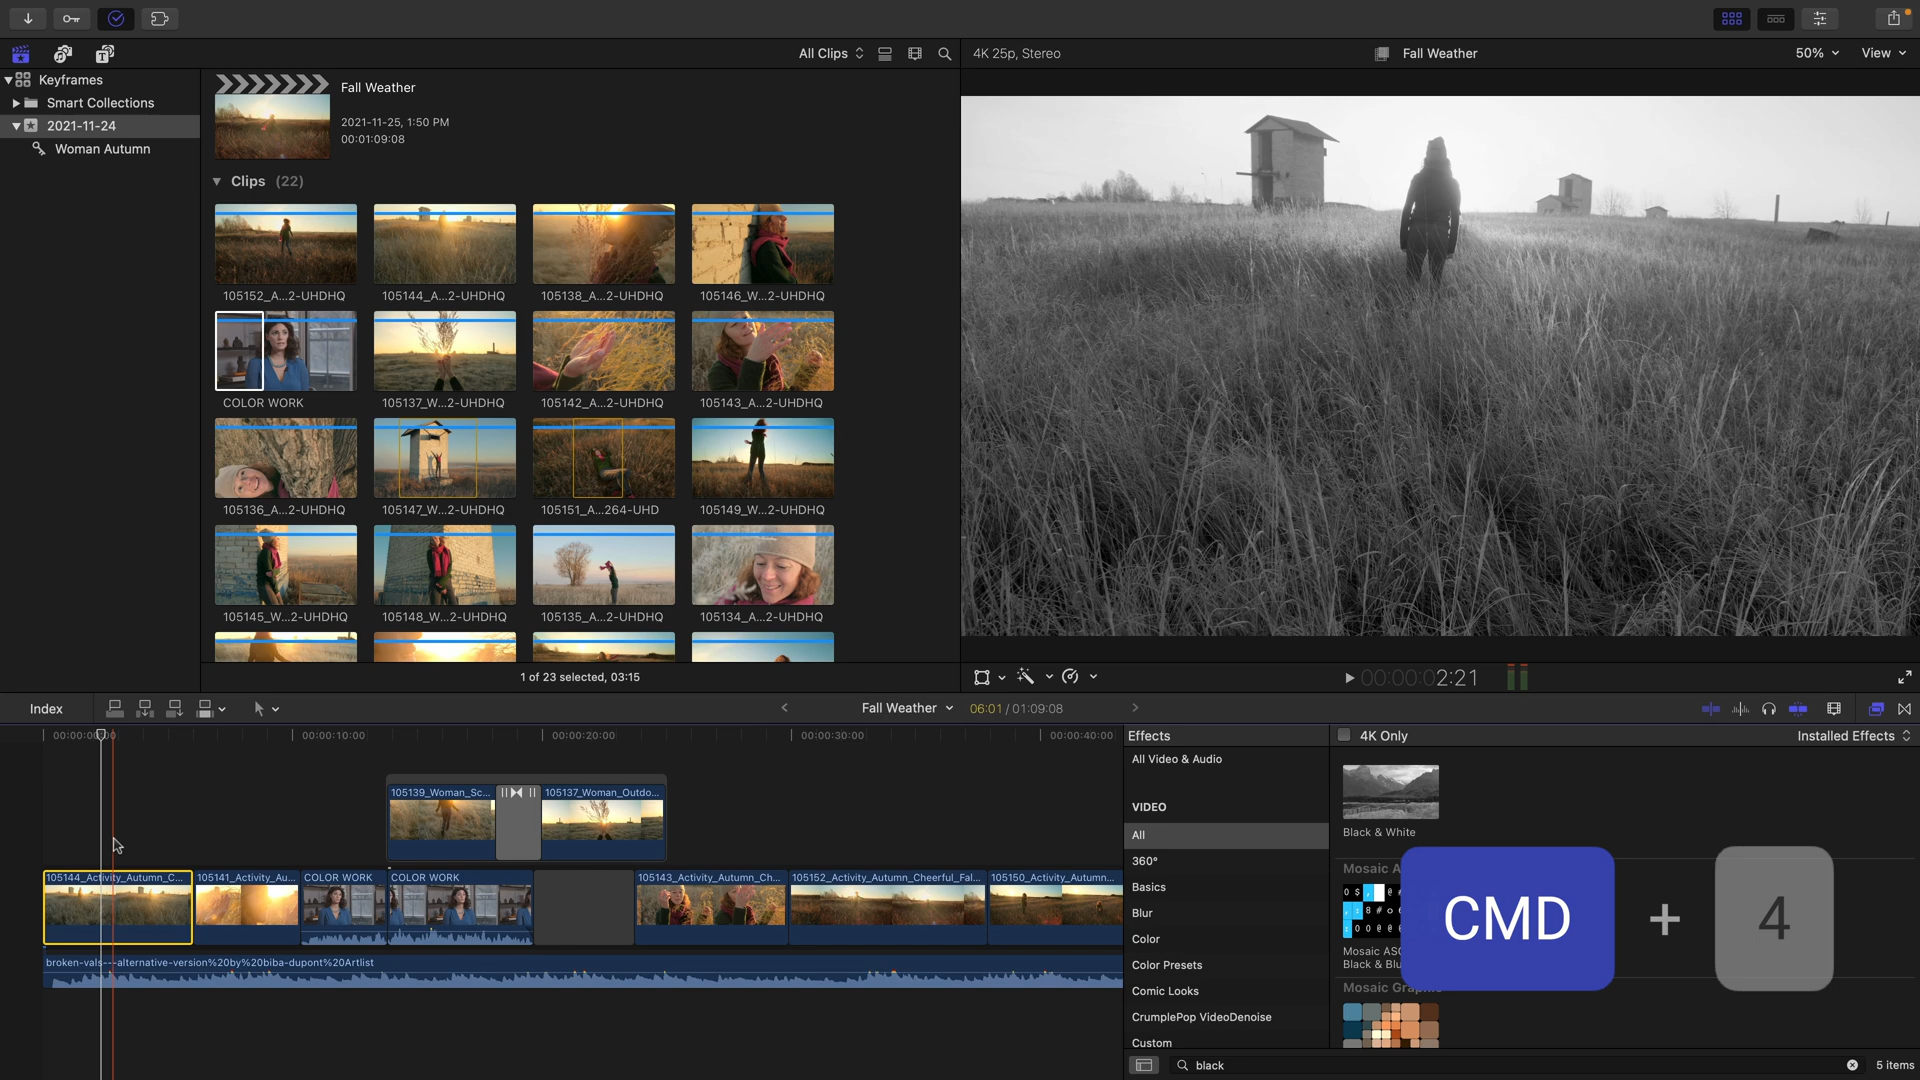 All Clips
4K 25p, Stereo
Fall Weather
50%
View
Keyframes
Smart Collections
2021-11-24
Woman Autumn
Fall Weather
2021-11-25, 1:50 PM
00:01:09:08
Clips (22)
105152_A...2-UHDHQ
105144_A...2-UHDHQ
105138_A...2-UHDHQ
105146_W...2-UHDHQ
COLOR WORK
105137_W...2-UHDHQ
105142_A...2-UHDHQ
105143_A...2-UHDHQ
105136_A...2-UHDHQ
105147_W...2-UHDHQ
105151_A...264-UHD
105149_W...2-UHDHQ
105145_W...2-UHDHQ
105148_W...2-UHDHQ
105135_A...2-UHDHQ
105134_A...2-UHDHQ
1 of 23 selected, 03:15
00:00:02:21
Index
Fall Weather
06:01 / 01:09:08
00:00:10:00
00:00:20:00
00:00:30:00
00:00:40:00
105139_Woman_Sc...
105137_Woman_Outdo...
105144_Activity_Autumn_C...
105141_Activity_Au...
COLOR WORK
COLOR WORK
105143_Activity_Autumn_Ch...
105152_Activity_Autumn_Cheerful_Fal...
105150_Activity_Autumn...
broken-vals---alternative-version%20by%20biba-dupont%20Artlist
Effects
4K Only
Installed Effects
All Video & Audio
VIDEO
All
360°
Basics
Blur
Color
Color Presets
Comic Looks
CrumplePop VideoDenoise
Custom
Black & White
Mosaic A
Mosaic ASC
Black & Blu
Mosaic Gra
CMD + 4
black
5 items